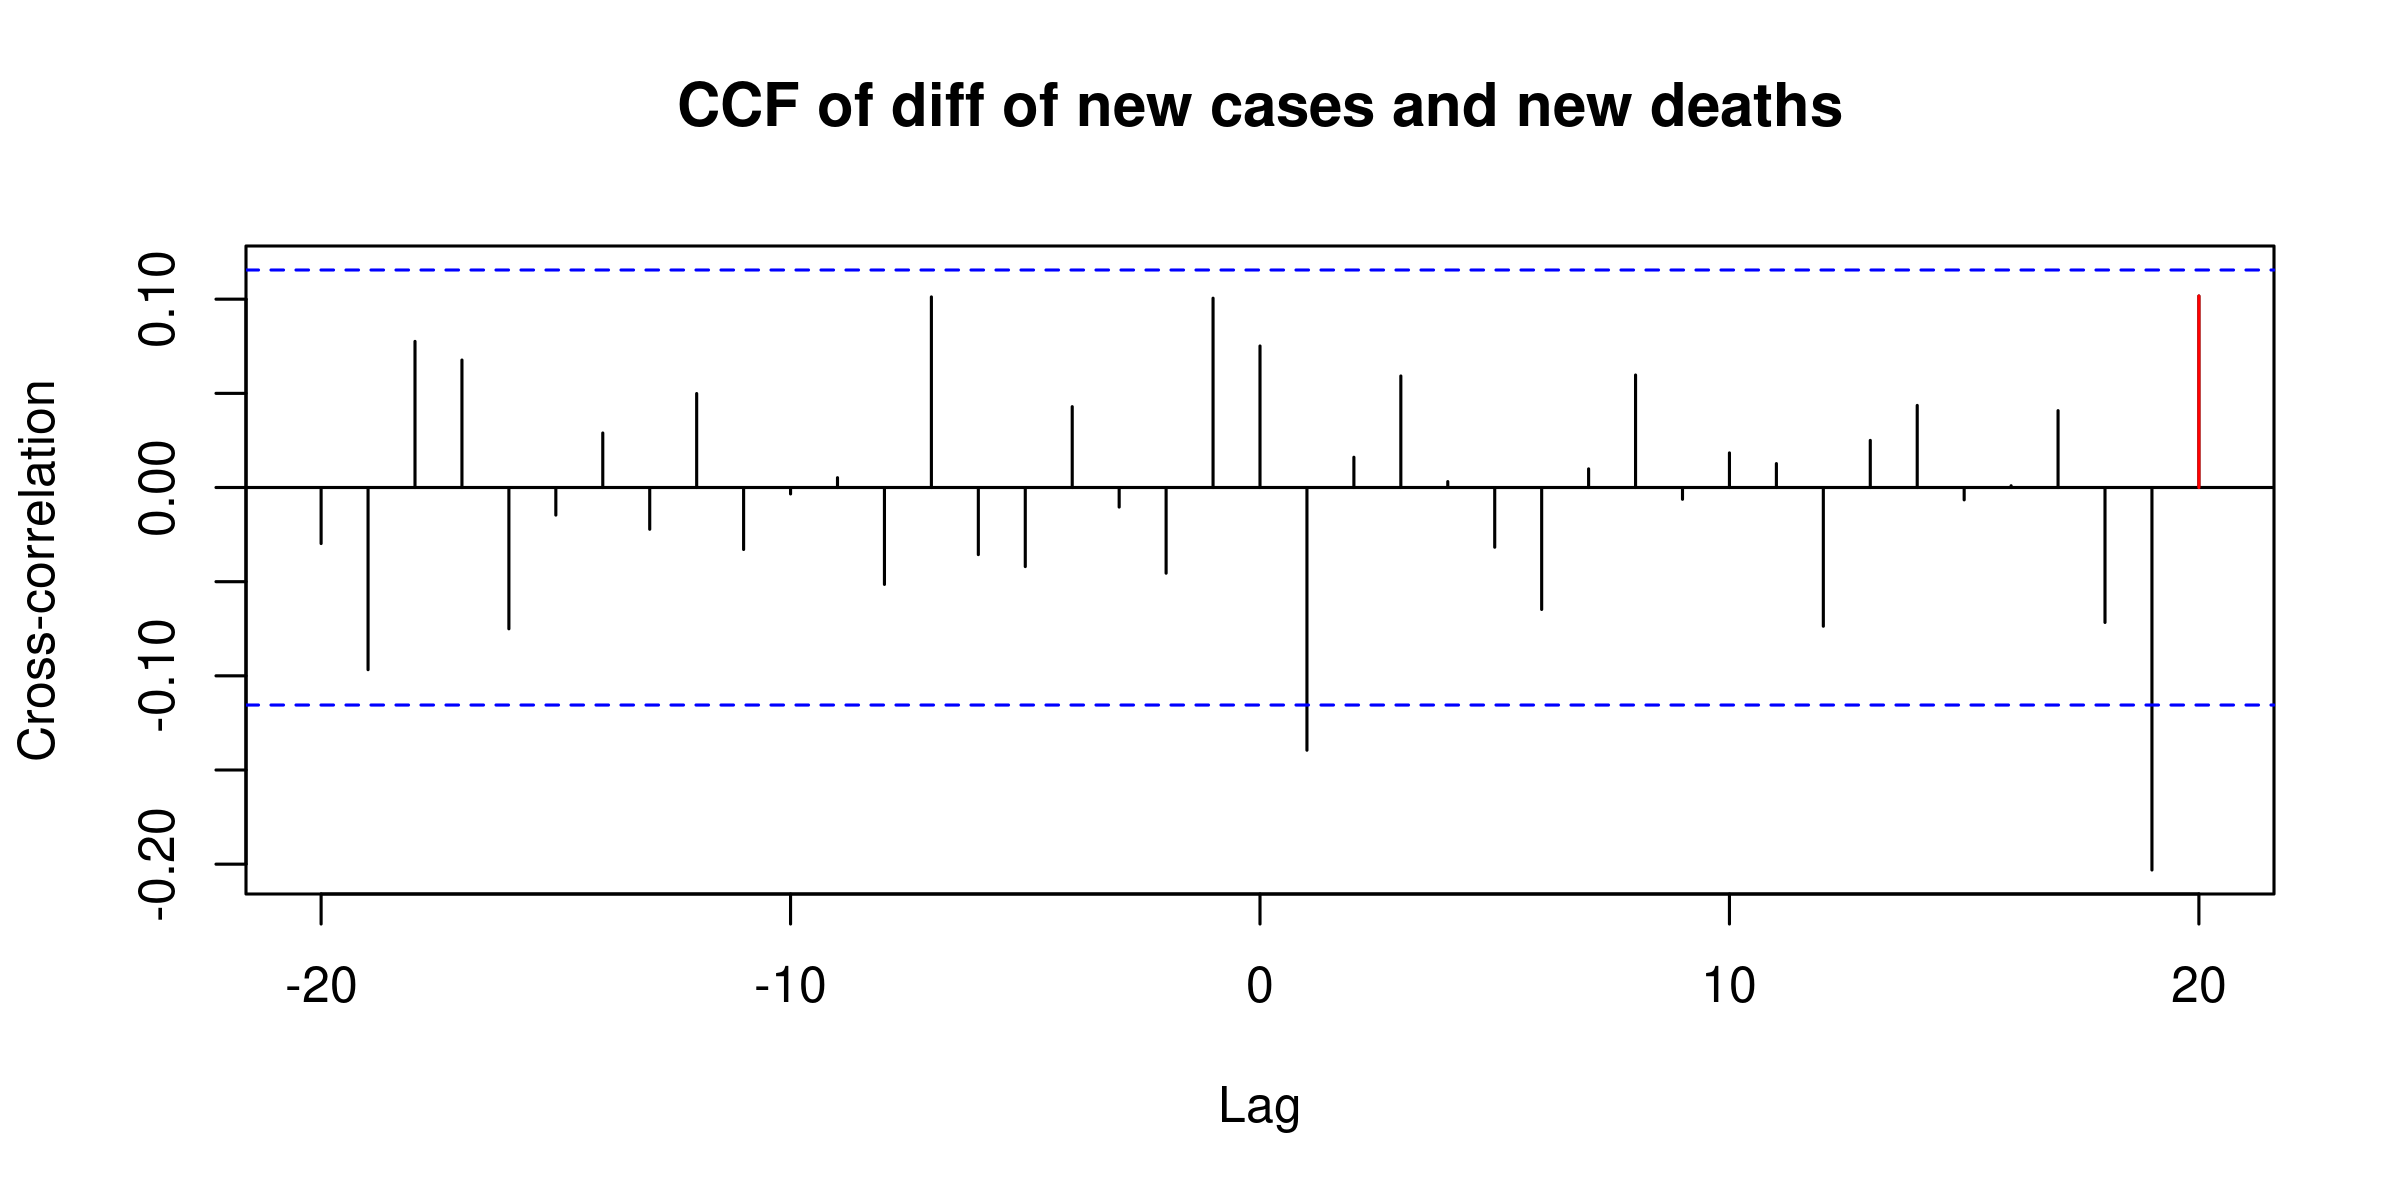 CCF of diff of new cases and new deaths
Cross-correlation
0.10
0.00
-0.10
-0.20
-20 -10 0 10 20
Lag